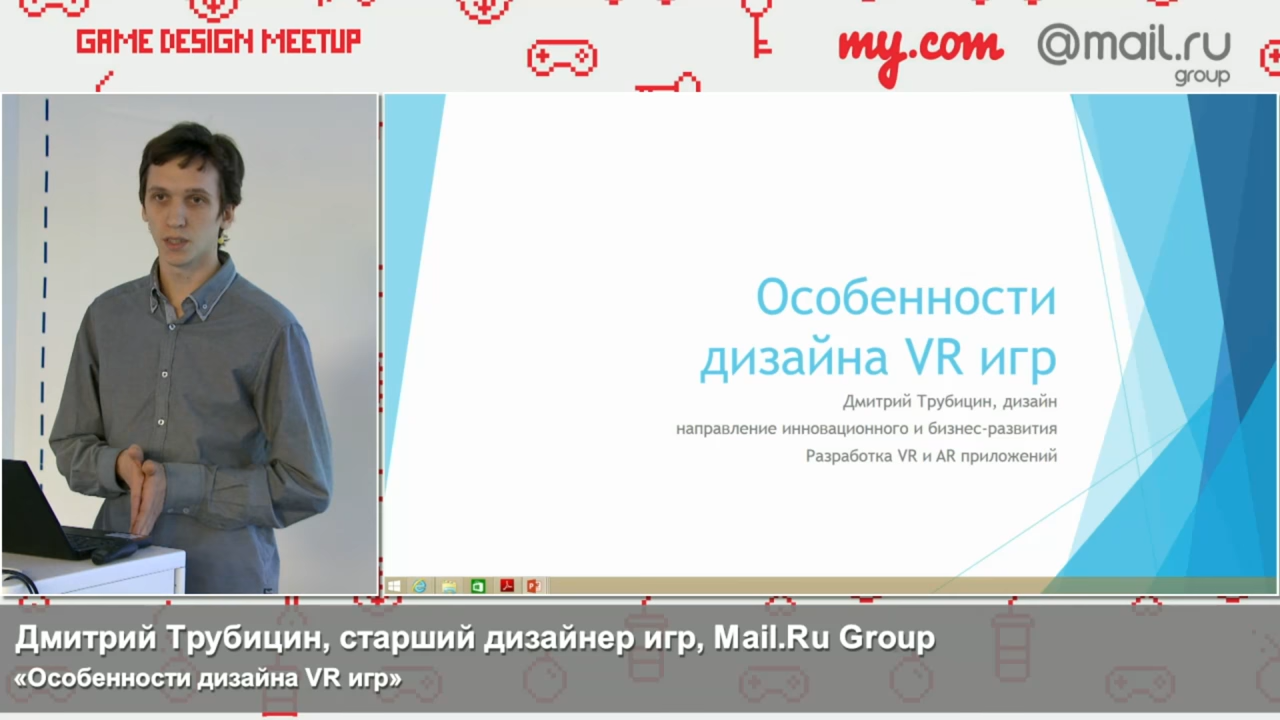 GAME DESIGN MEETUP
my.com
@mail.ru
group
Особенности
дизайна VR игр
Дмитрий Трубицин, дизайн
направление инновационного и бизнес-развития
Разработка VR и AR приложений
Дмитрий Трубицин, старший дизайнер игр, Mail.Ru Group
«Особенности дизайна VR игр»